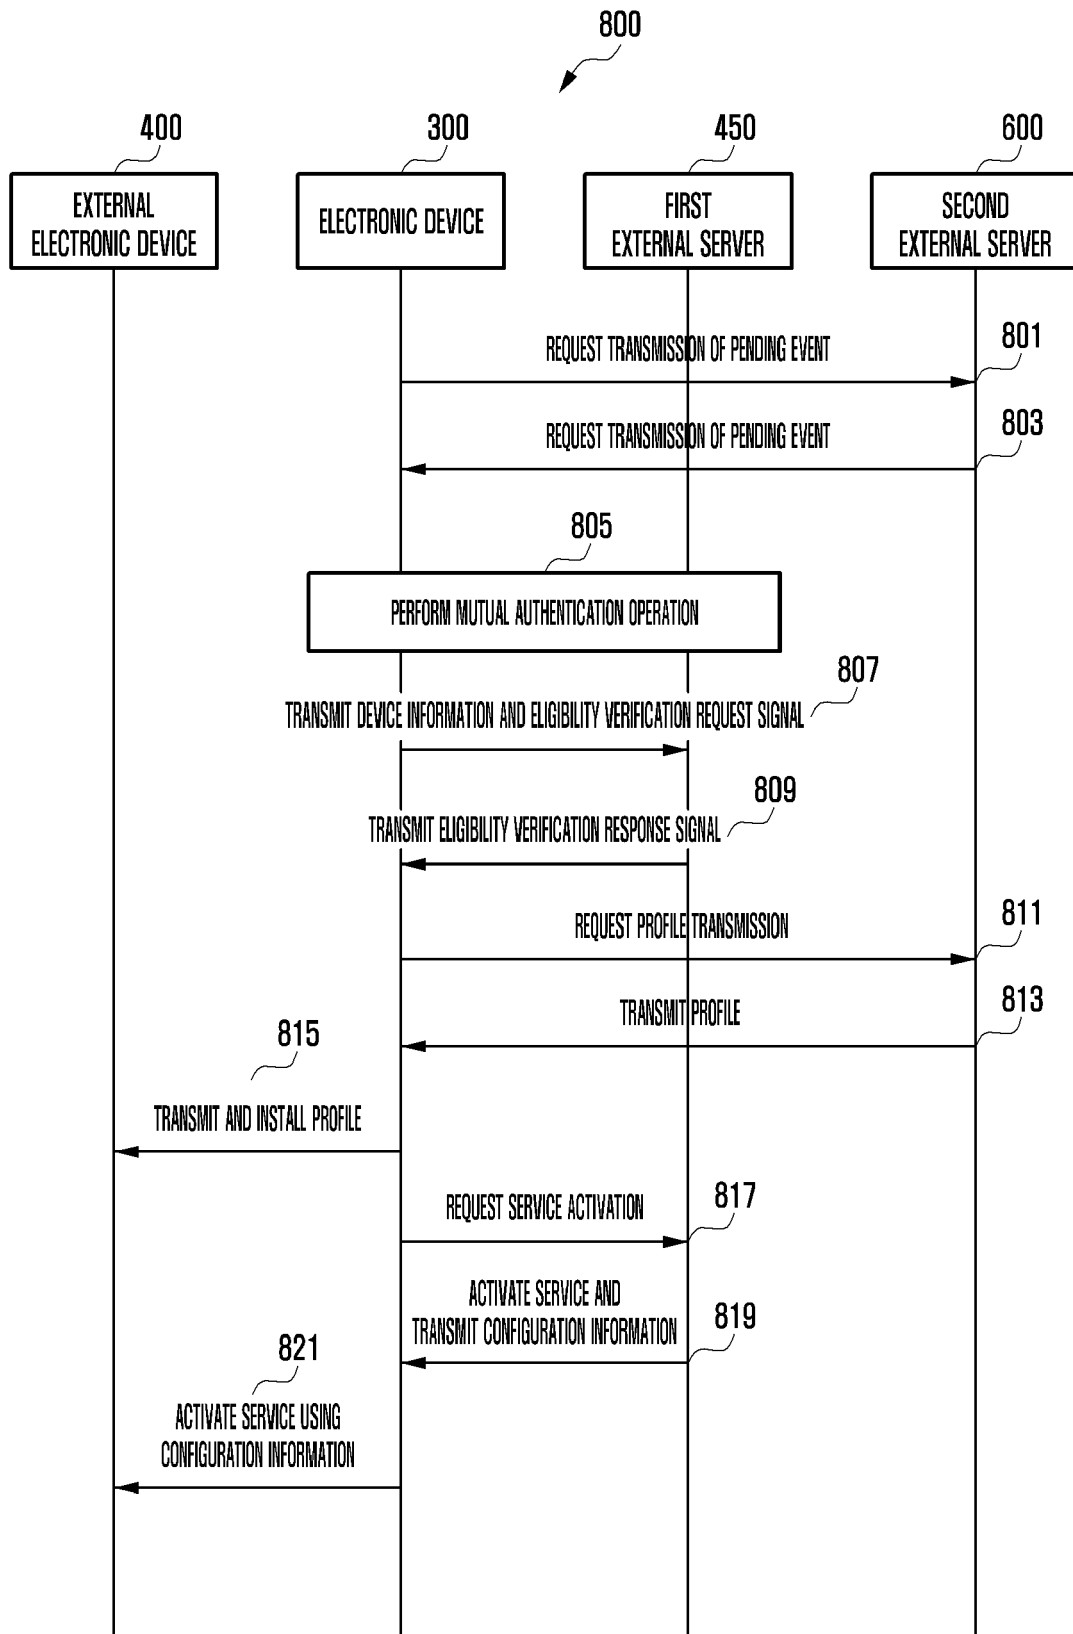 800
400
300
450
600
EXTERNAL
ELECTRONIC DEVICE
ELECTRONIC DEVICE
FIRST
EXTERNAL SERVER
SECOND
EXTERNAL SERVER
REQUEST TRANSMISSION OF PENDING EVENT
801
REQUEST TRANSMISSION OF PENDING EVENT
803
805
PERFORM MUTUAL AUTHENTICATION OPERATION
807
TRANSMIT DEVICE INFORMATION AND ELIGIBILITY VERIFICATION REQUEST SIGNAL
809
TRANSMIT ELIGIBILITY VERIFICATION RESPONSE SIGNAL
REQUEST PROFILE TRANSMISSION
811
TRANSMIT PROFILE
813
815
TRANSMIT AND INSTALL PROFILE
REQUEST SERVICE ACTIVATION
817
ACTIVATE SERVICE AND
TRANSMIT CONFIGURATION INFORMATION
819
821
ACTIVATE SERVICE USING
CONFIGURATION INFORMATION